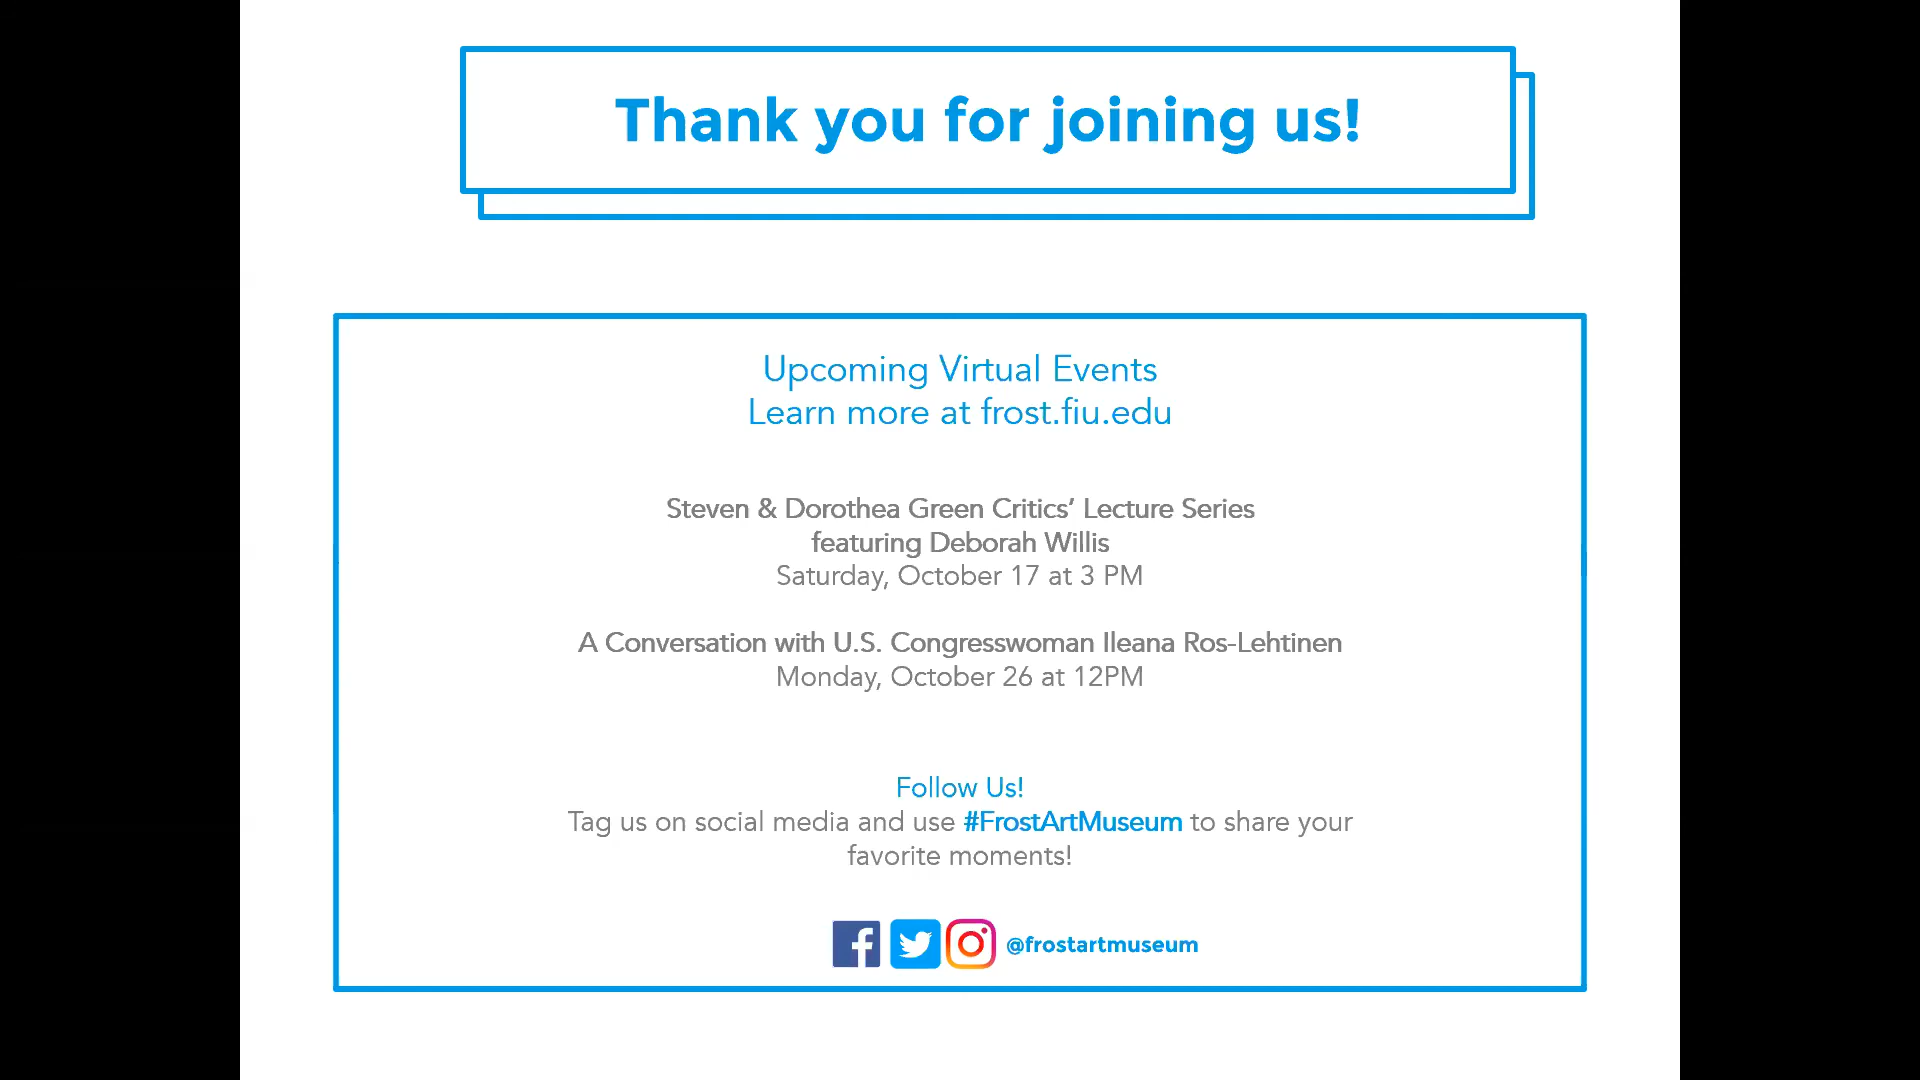 Thank you for joining us!
Upcoming Virtual Events
Learn more at frost.fiu.edu
Steven & Dorothea Green Critics’ Lecture Series
featuring Deborah Willis
Saturday, October 17 at 3 PM
A Conversation with U.S. Congresswoman Ileana Ros-Lehtinen
Monday, October 26 at 12PM
Follow Us!
Tag us on social media and use #FrostArtMuseum to share your
favorite moments!
@frostartmuseum